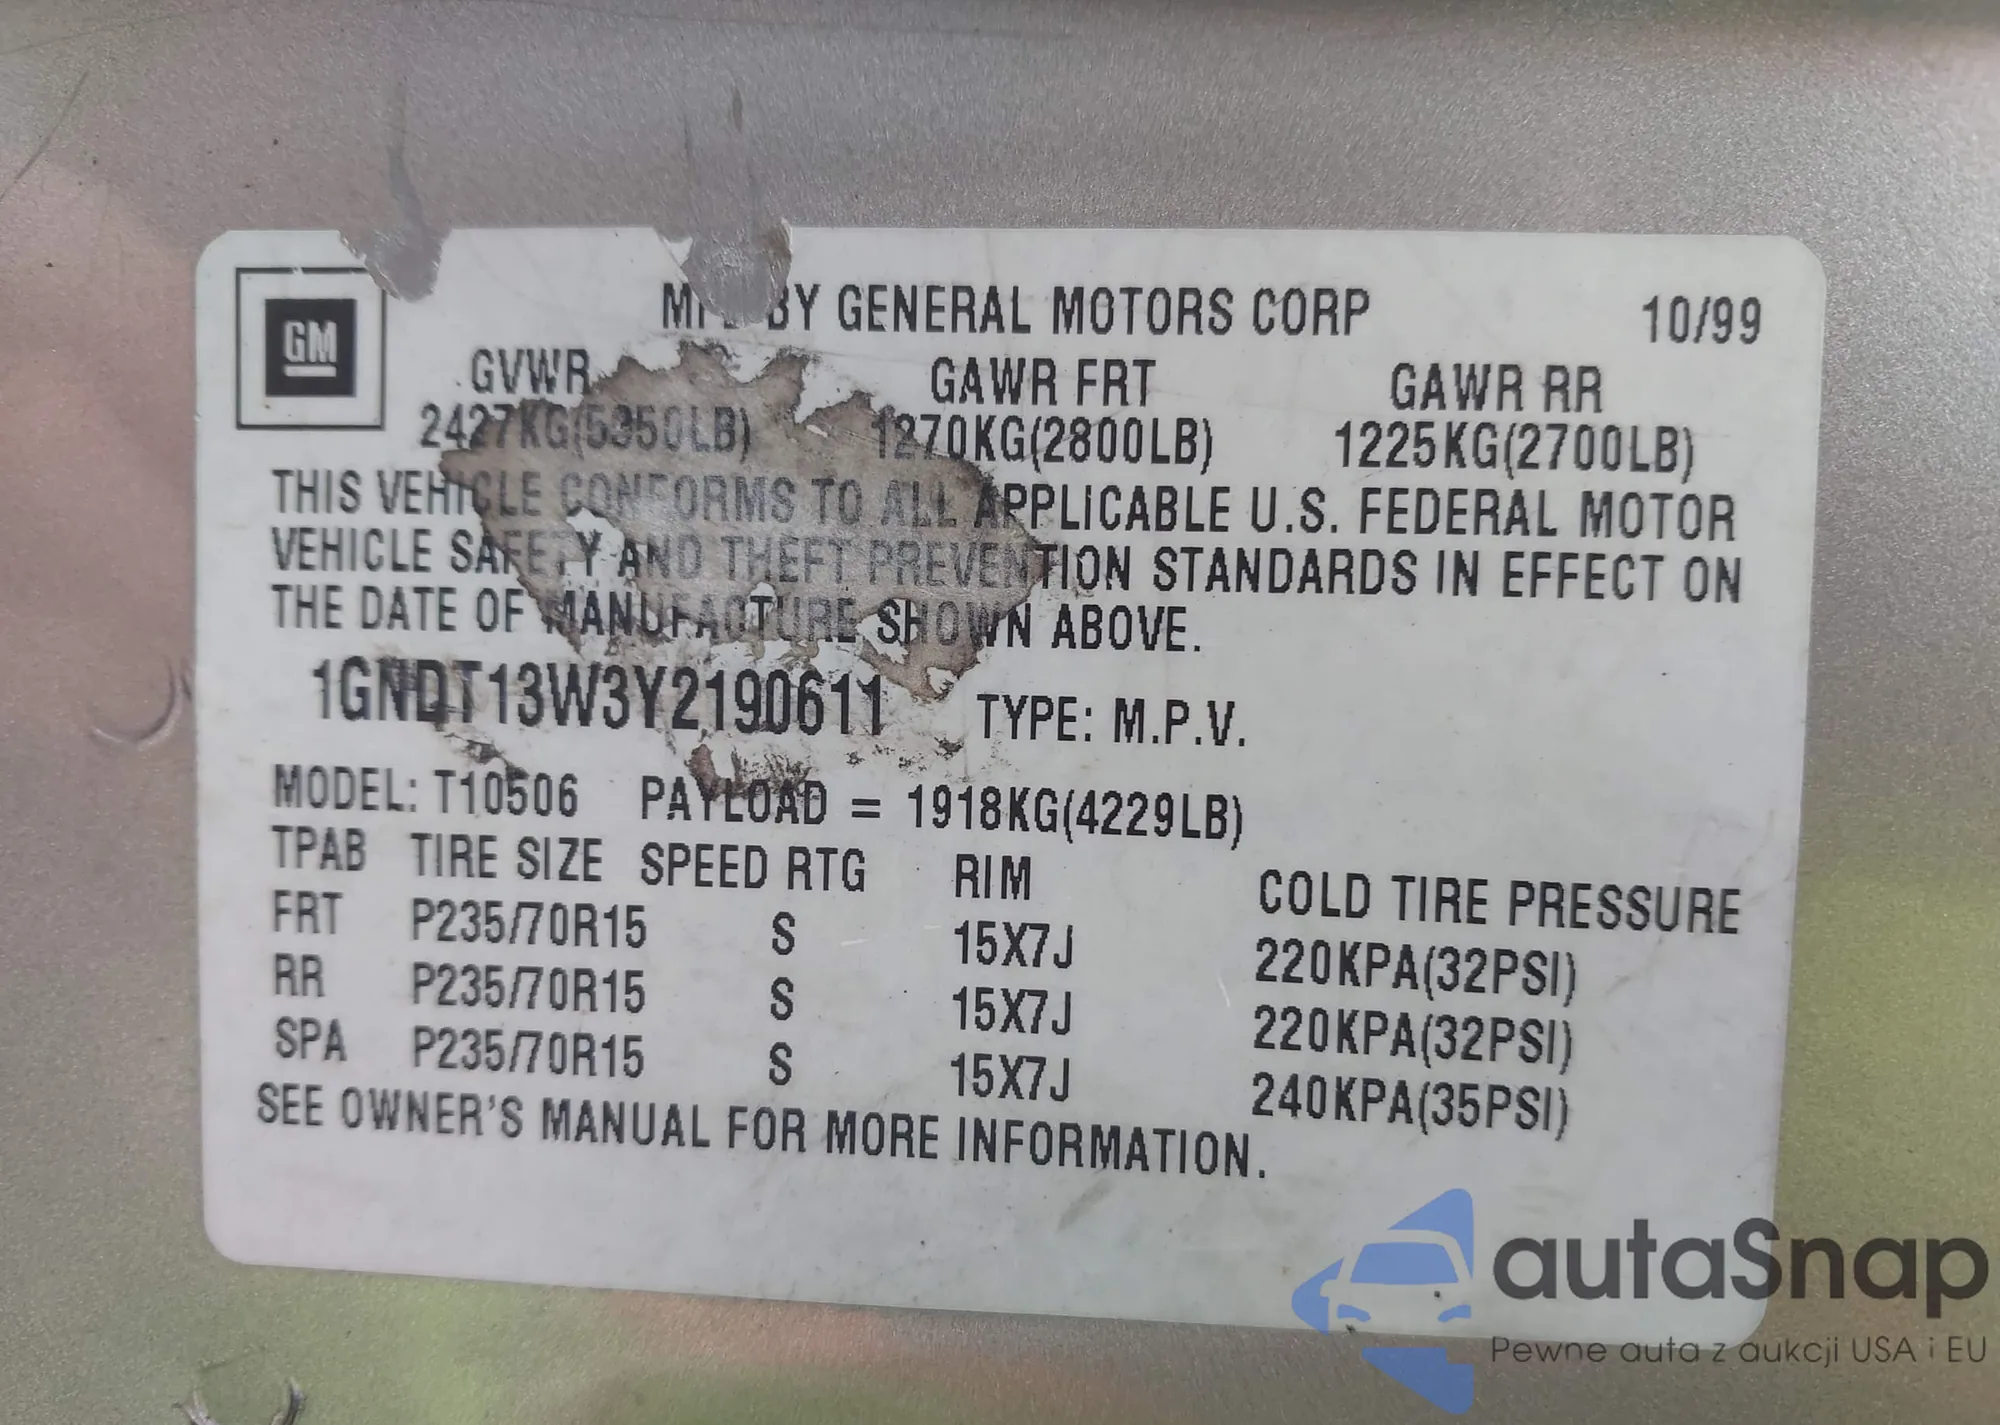 GM
MFD BY GENERAL MOTORS CORP 10/99
GVWR GAWR FRT GAWR RR
2427KG(5350LB) 1270KG(2800LB) 1225KG(2700LB)
THIS VEHICLE CONFORMS TO ALL APPLICABLE U.S. FEDERAL MOTOR
VEHICLE SAFETY AND THEFT PREVENTION STANDARDS IN EFFECT ON
THE DATE OF MANUFACTURE SHOWN ABOVE.
1GNDT13W3Y2190611 TYPE: M.P.V.
MODEL: T10506 PAYLOAD = 1918KG(4229LB)
TPAB TIRE SIZE SPEED RTG RIM COLD TIRE PRESSURE
FRT P235/70R15 S 15X7J 220KPA(32PSI)
RR P235/70R15 S 15X7J 220KPA(32PSI)
SPA P235/70R15 S 15X7J 240KPA(35PSI)
SEE OWNER'S MANUAL FOR MORE INFORMATION.
autaSnap
Pewne auta z aukcji USA i EU